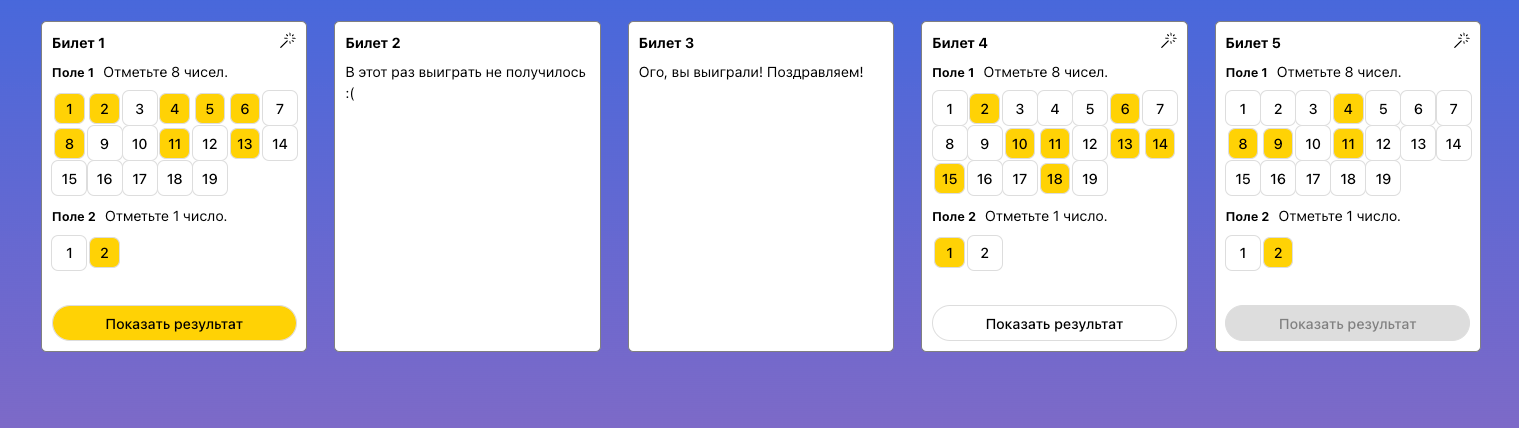 Билет 1
Поле 1 Отметьте 8 чисел.
1 2 3 4 5 6 7
8 9 10 11 12 13 14
15 16 17 18 19
Поле 2 Отметьте 1 число.
1 2
Показать результат
Билет 2
В этот раз выиграть не получилось
:(
Билет 3
Ого, вы выиграли! Поздравляем!
Билет 4
Поле 1 Отметьте 8 чисел.
1 2 3 4 5 6 7
8 9 10 11 12 13 14
15 16 17 18 19
Поле 2 Отметьте 1 число.
1 2
Показать результат
Билет 5
Поле 1 Отметьте 8 чисел.
1 2 3 4 5 6 7
8 9 10 11 12 13 14
15 16 17 18 19
Поле 2 Отметьте 1 число.
1 2
Показать результат